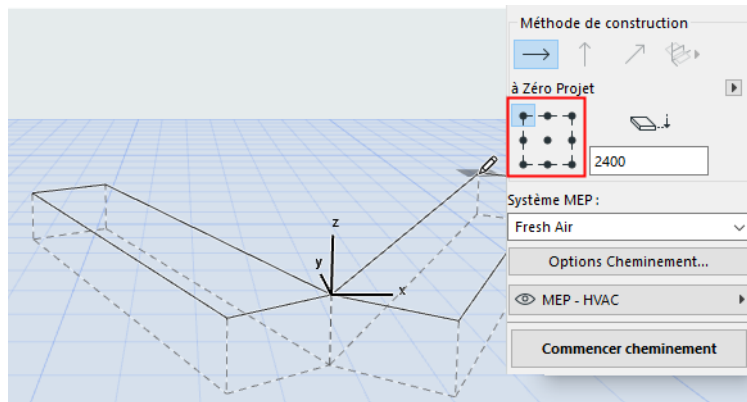 Méthode de construction
à Zéro Projet
2400
Système MEP :
Fresh Air
Options Cheminement...
MEP - HVAC
Commencer cheminement
z
y
x